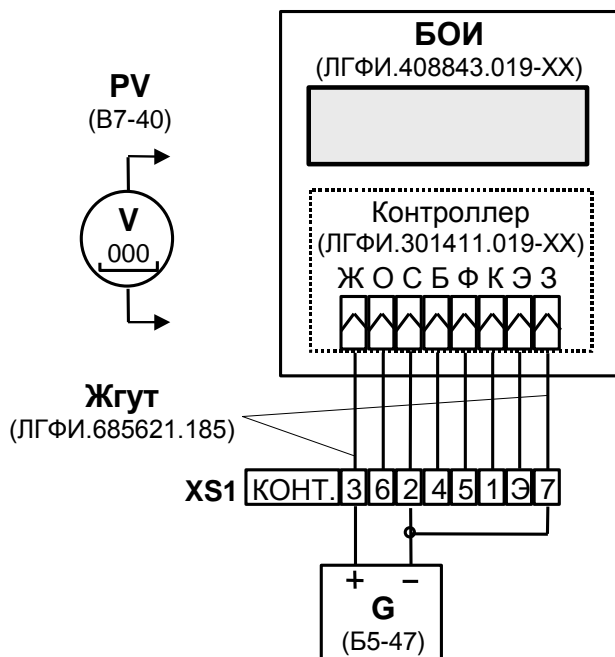 БОИ
(ЛГФИ.408843.019-ХХ)
PV
(В7-40)
V
000
Контроллер
(ЛГФИ.301411.019-ХХ)
Ж О С Б Ф К Э З
Жгут
(ЛГФИ.685621.185)
XS1 КОНТ. 3 6 2 4 5 1 Э 7
+ −
G
(Б5-47)